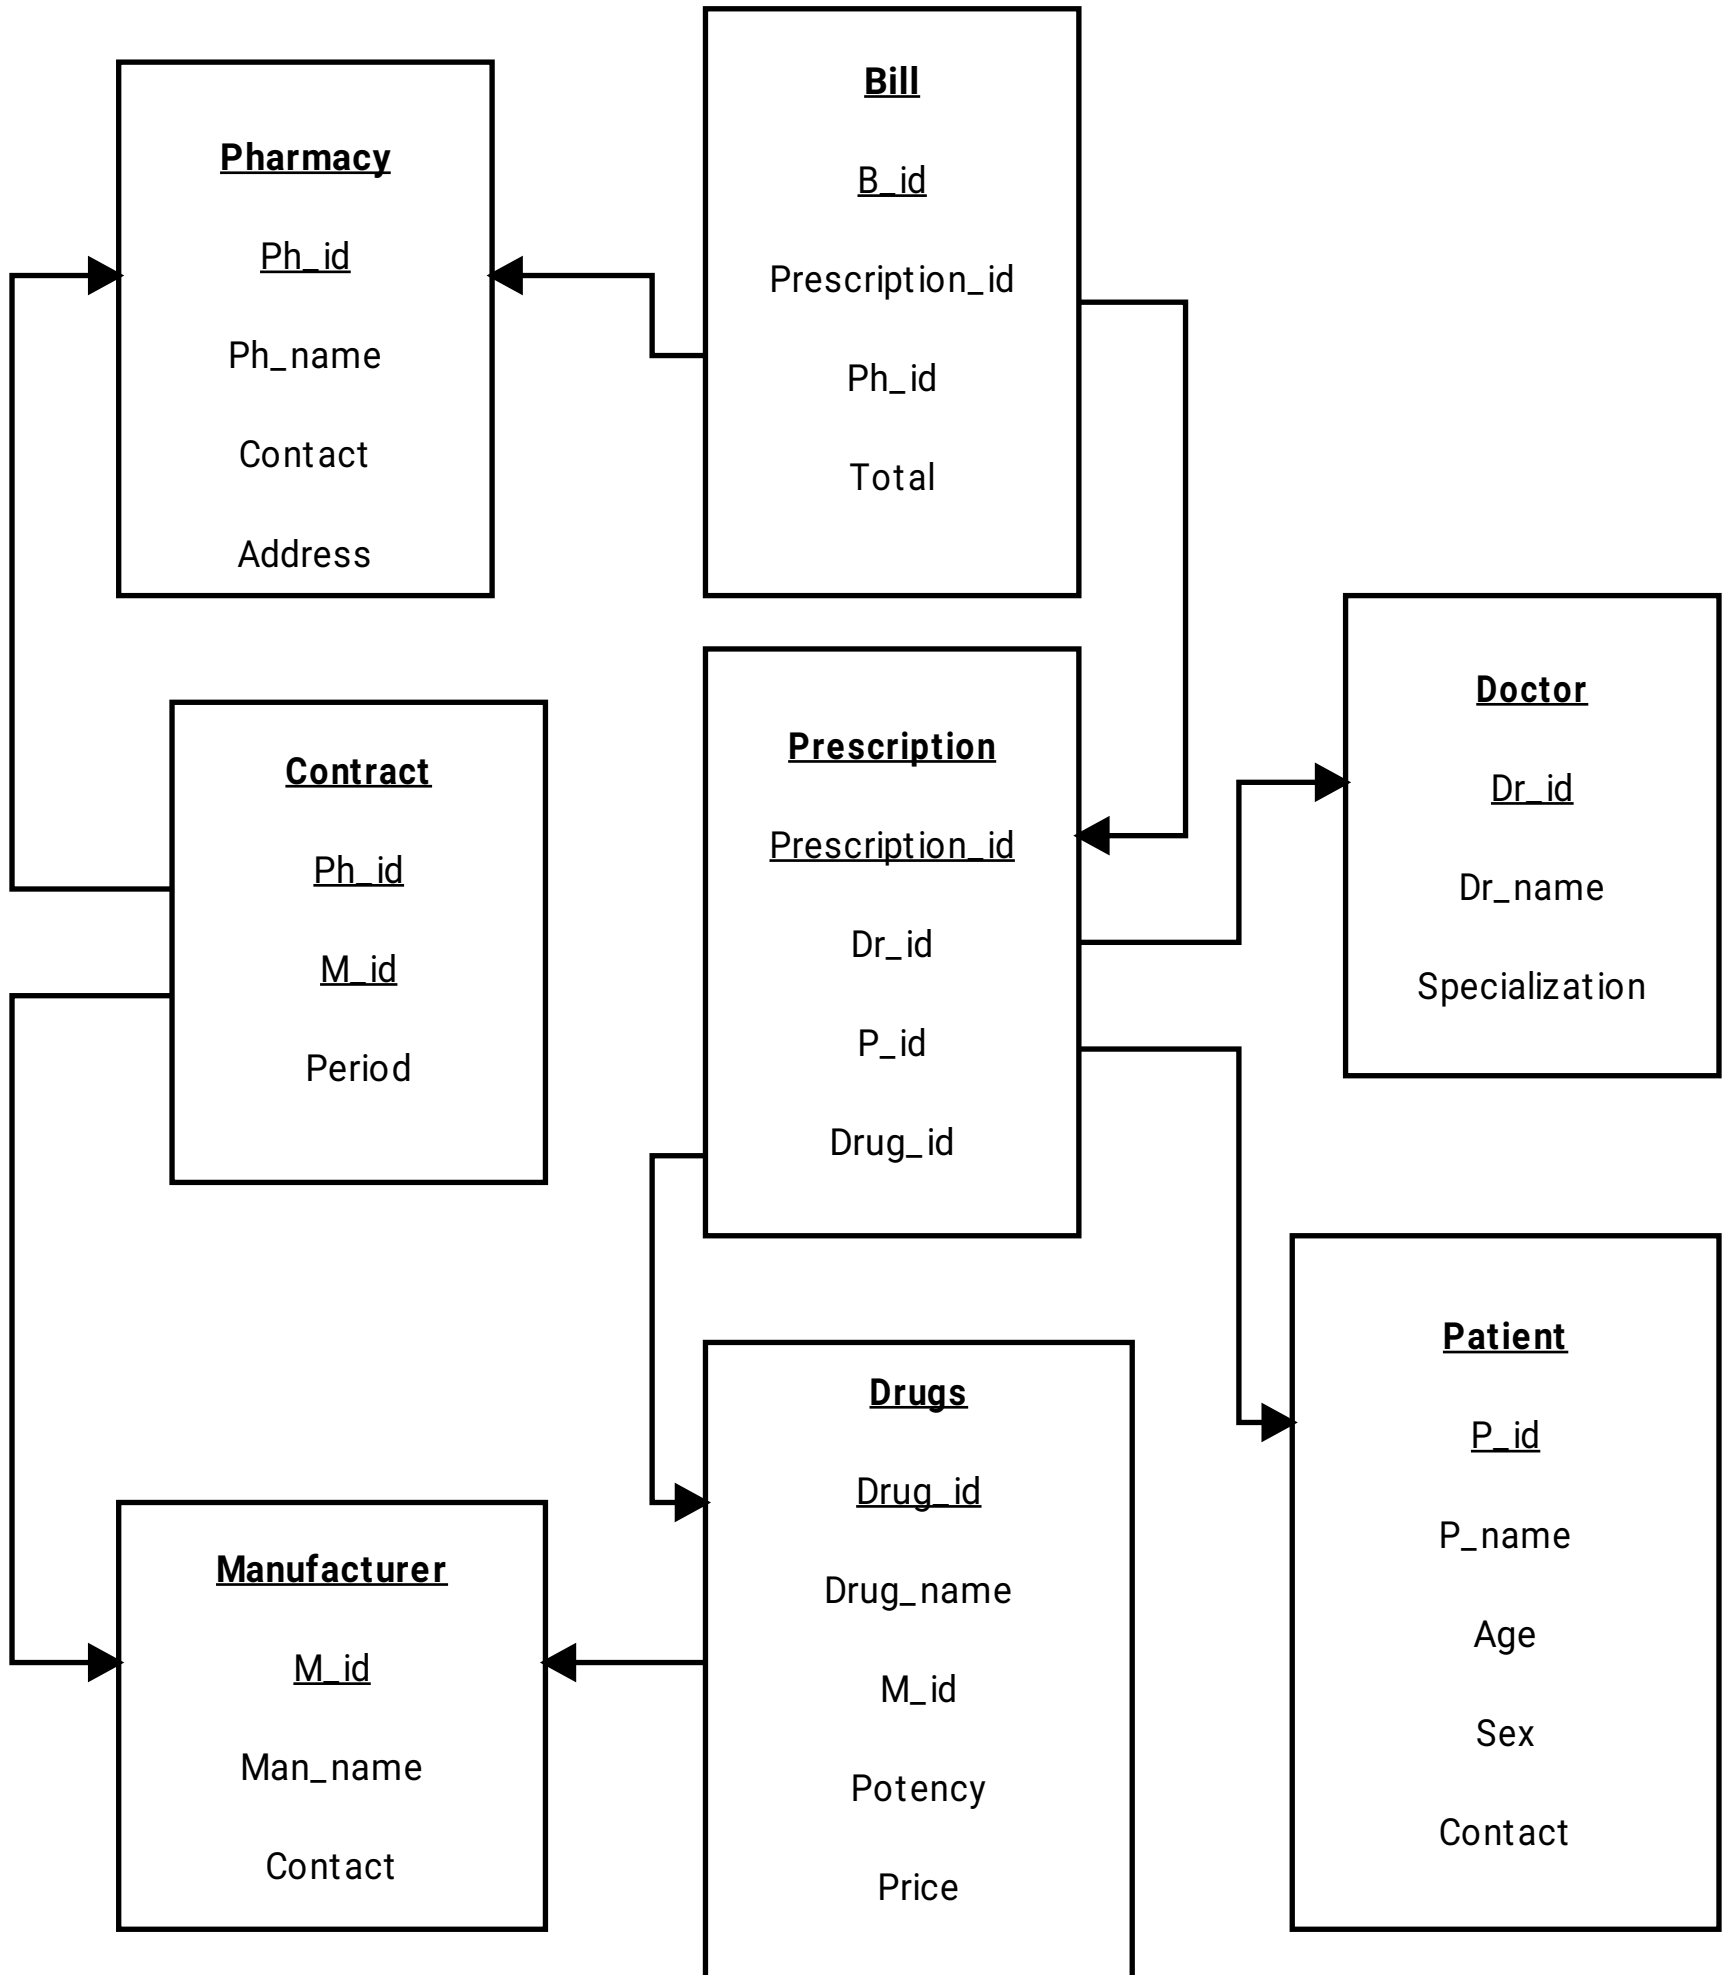 Pharmacy
Ph_id
Ph_name
Contact
Address
Bill
B_id
Prescription_id
Ph_id
Total
Contract
Ph_id
M_id
Period
Prescription
Prescription_id
Dr_id
P_id
Drug_id
Doctor
Dr_id
Dr_name
Specialization
Manufacturer
M_id
Man_name
Contact
Drugs
Drug_id
Drug_name
M_id
Potency
Price
Patient
P_id
P_name
Age
Sex
Contact